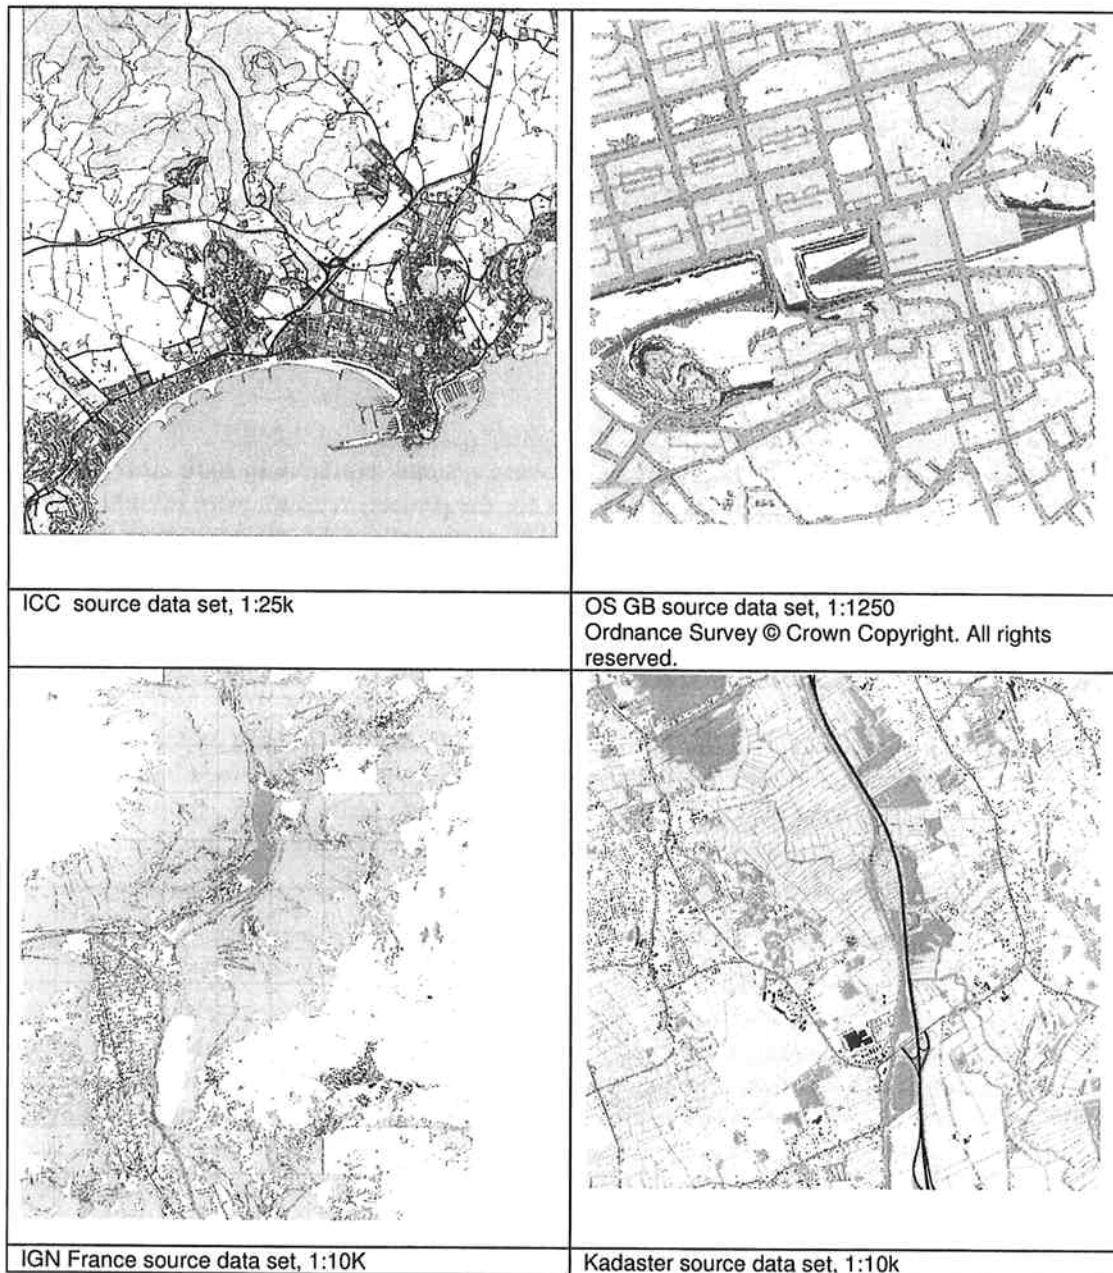 ICC source data set, 1:25k
OS GB source data set, 1:1250
Ordnance Survey © Crown Copyright. All rights
reserved.
IGN France source data set, 1:10K
Kadaster source data set, 1:10k